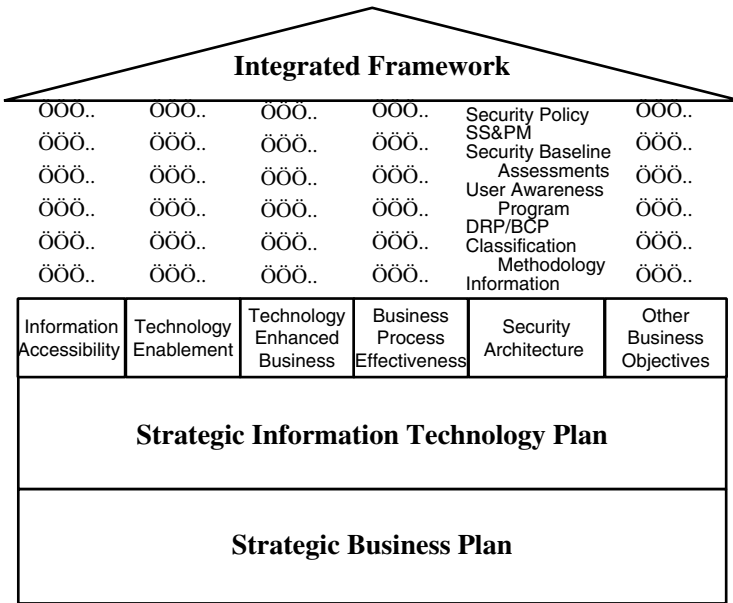 Integrated Framework
ÖÖÖ.. ÖÖÖ.. ÖÖÖ.. ÖÖÖ.. Security Policy ÖÖÖ..
SS&PM
ÖÖÖ.. ÖÖÖ.. ÖÖÖ.. ÖÖÖ.. Security Baseline ÖÖÖ..
Assessments
ÖÖÖ.. ÖÖÖ.. ÖÖÖ.. ÖÖÖ.. User Awareness ÖÖÖ..
Program
ÖÖÖ.. ÖÖÖ.. ÖÖÖ.. ÖÖÖ.. DRP/BCP ÖÖÖ..
Classification
ÖÖÖ.. ÖÖÖ.. ÖÖÖ.. ÖÖÖ.. Methodology ÖÖÖ..
Information
ÖÖÖ.. ÖÖÖ.. ÖÖÖ.. ÖÖÖ.. ÖÖÖ..
Information
Accessibility
Technology
Enablement
Technology
Enhanced
Business
Business
Process
Effectiveness
Security
Architecture
Other
Business
Objectives
Strategic Information Technology Plan
Strategic Business Plan